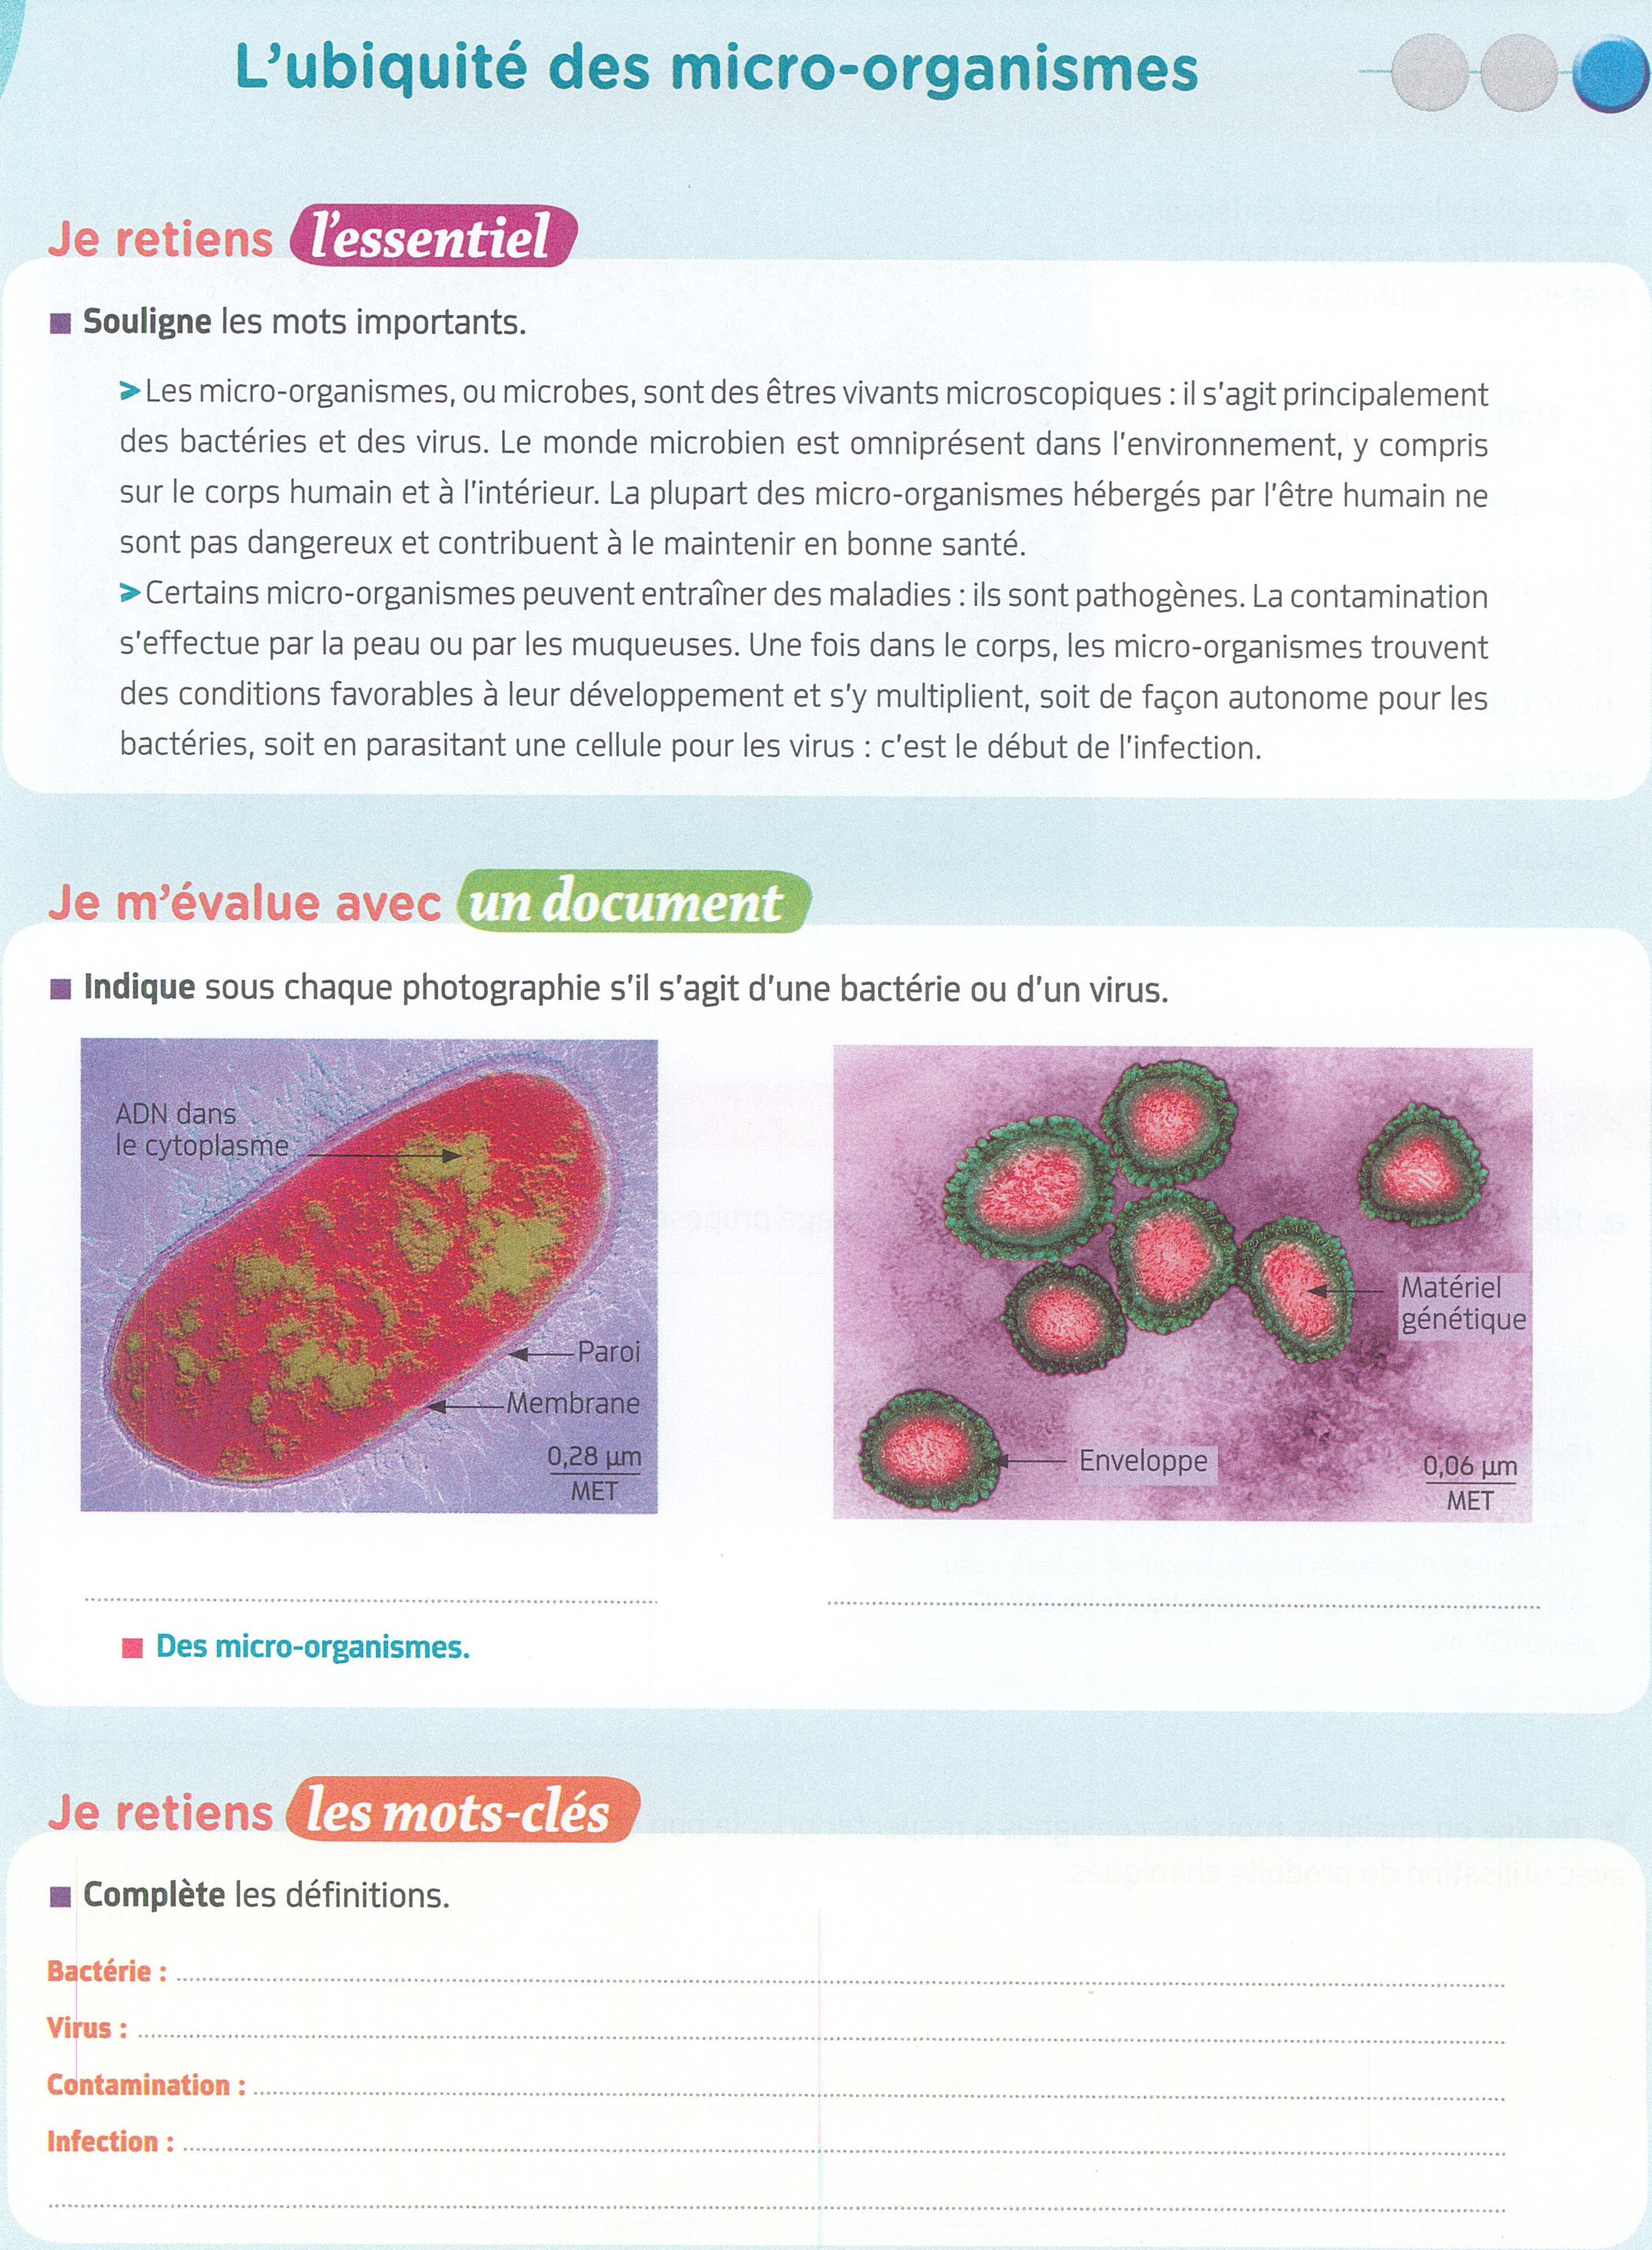 L'ubiquité des micro-organismes
Je retiens l'essentiel
Souligne les mots importants.
> Les micro-organismes, ou microbes, sont des êtres vivants microscopiques : il s'agit principalement
des bactéries et des virus. Le monde microbien est omniprésent dans l'environnement, y compris
sur le corps humain et à l'intérieur. La plupart des micro-organismes hébergés par l'être humain ne
sont pas dangereux et contribuent à le maintenir en bonne santé.
> Certains micro-organismes peuvent entraîner des maladies : ils sont pathogènes. La contamination
s'effectue par la peau ou par les muqueuses. Une fois dans le corps, les micro-organismes trouvent
des conditions favorables à leur développement et s'y multiplient, soit de façon autonome pour les
bactéries, soit en parasitant une cellule pour les virus : c'est le début de l'infection.
Je m'évalue avec un document
Indique sous chaque photographie s'il s'agit d'une bactérie ou d'un virus.
ADN dans
le cytoplasme
Paroi
Membrane
0,28 µm
MET
Matériel
génétique
Enveloppe
0,06 µm
MET
Des micro-organismes.
Je retiens les mots-clés
Complète les définitions.
Bactérie :
Virus :
Contamination :
Infection :